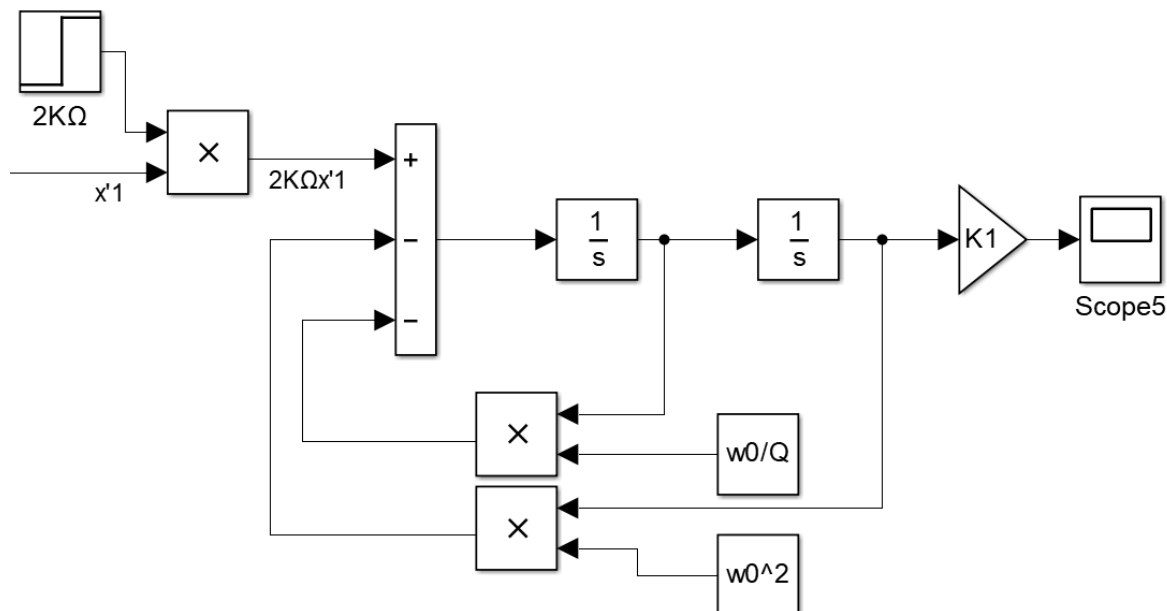 2KΩ
×
x'1
2KΩx'1
+
−
−
1
s
1
s
K1
Scope5
×
w0/Q
×
w0^2